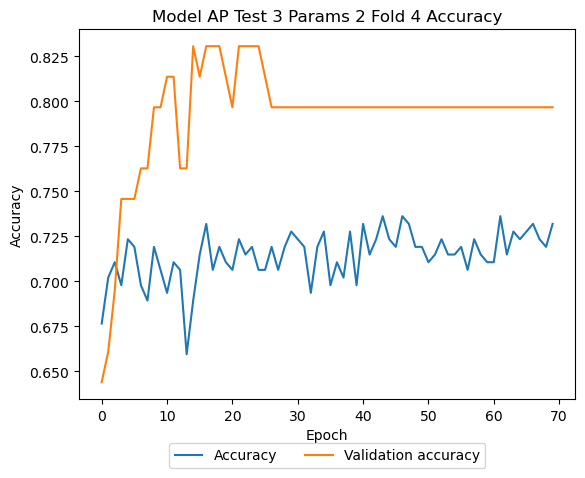 Model AP Test 3 Params 2 Fold 4 Accuracy
Accuracy
0.825
0.800
0.775
0.750
0.725
0.700
0.675
0.650
0 10 20 30 40 50 60 70
Epoch
Accuracy Validation accuracy